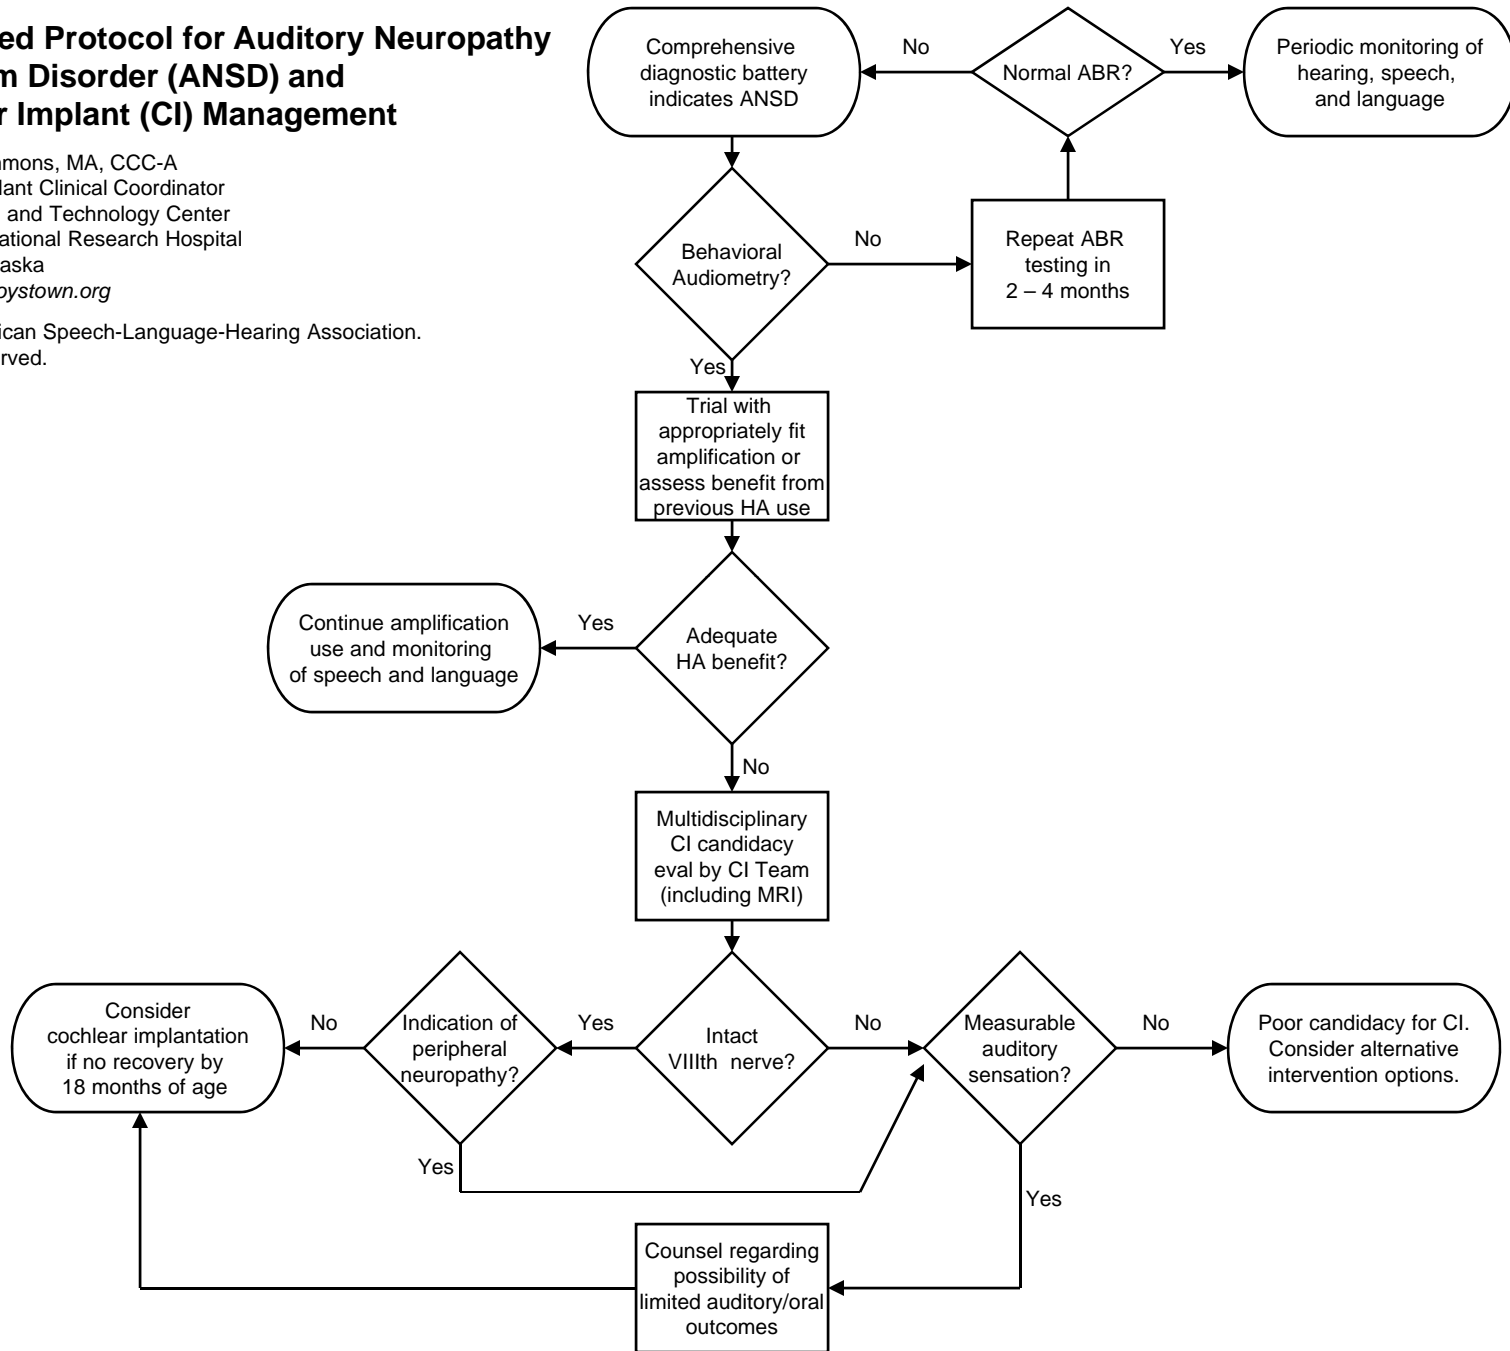 ed Protocol for Auditory Neuropathy
m Disorder (ANSD) and
r Implant (CI) Management
mmons, MA, CCC-A
lant Clinical Coordinator
and Technology Center
ational Research Hospital
aska
oystown.org
ican Speech-Language-Hearing Association.
erved.
Comprehensive
diagnostic battery
indicates ANSD
No
Normal ABR?
Yes
Periodic monitoring of
hearing, speech,
and language
Behavioral
Audiometry?
No
Repeat ABR
testing in
2 – 4 months
Yes
Trial with
appropriately fit
amplification or
assess benefit from
previous HA use
Continue amplification
use and monitoring
of speech and language
Yes
Adequate
HA benefit?
No
Multidisciplinary
CI candidacy
eval by CI Team
(including MRI)
Consider
cochlear implantation
if no recovery by
18 months of age
No
Indication of
peripheral
neuropathy?
Yes
Intact
VIIIth nerve?
No
Measurable
auditory
sensation?
No
Poor candidacy for CI.
Consider alternative
intervention options.
Yes
Yes
Counsel regarding
possibility of
limited auditory/oral
outcomes